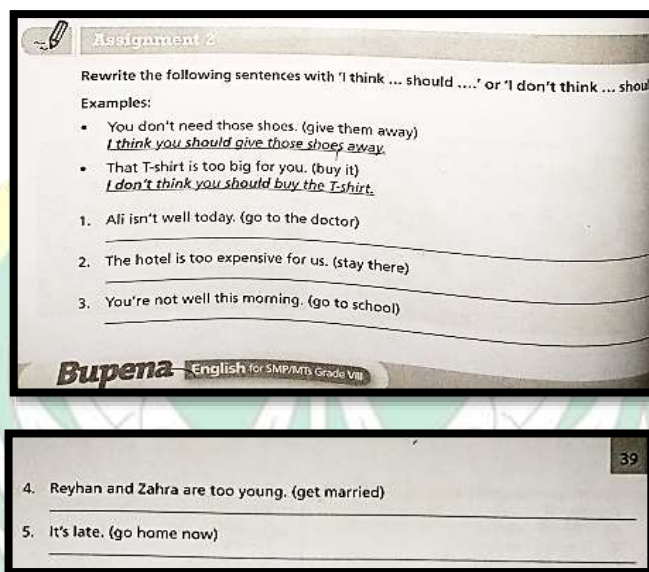 Assignment 2
Rewrite the following sentences with 'I think ... should ....' or 'I don't think ... shou
Examples:
• You don't need those shoes. (give them away)
I think you should give those shoes away.
• That T-shirt is too big for you. (buy it)
I don't think you should buy the T-shirt.
1. Ali isn't well today. (go to the doctor)
2. The hotel is too expensive for us. (stay there)
3. You're not well this morning. (go to school)
Bupena English for SMP/MTs Grade VIII
39
4. Reyhan and Zahra are too young. (get married)
5. It's late. (go home now)